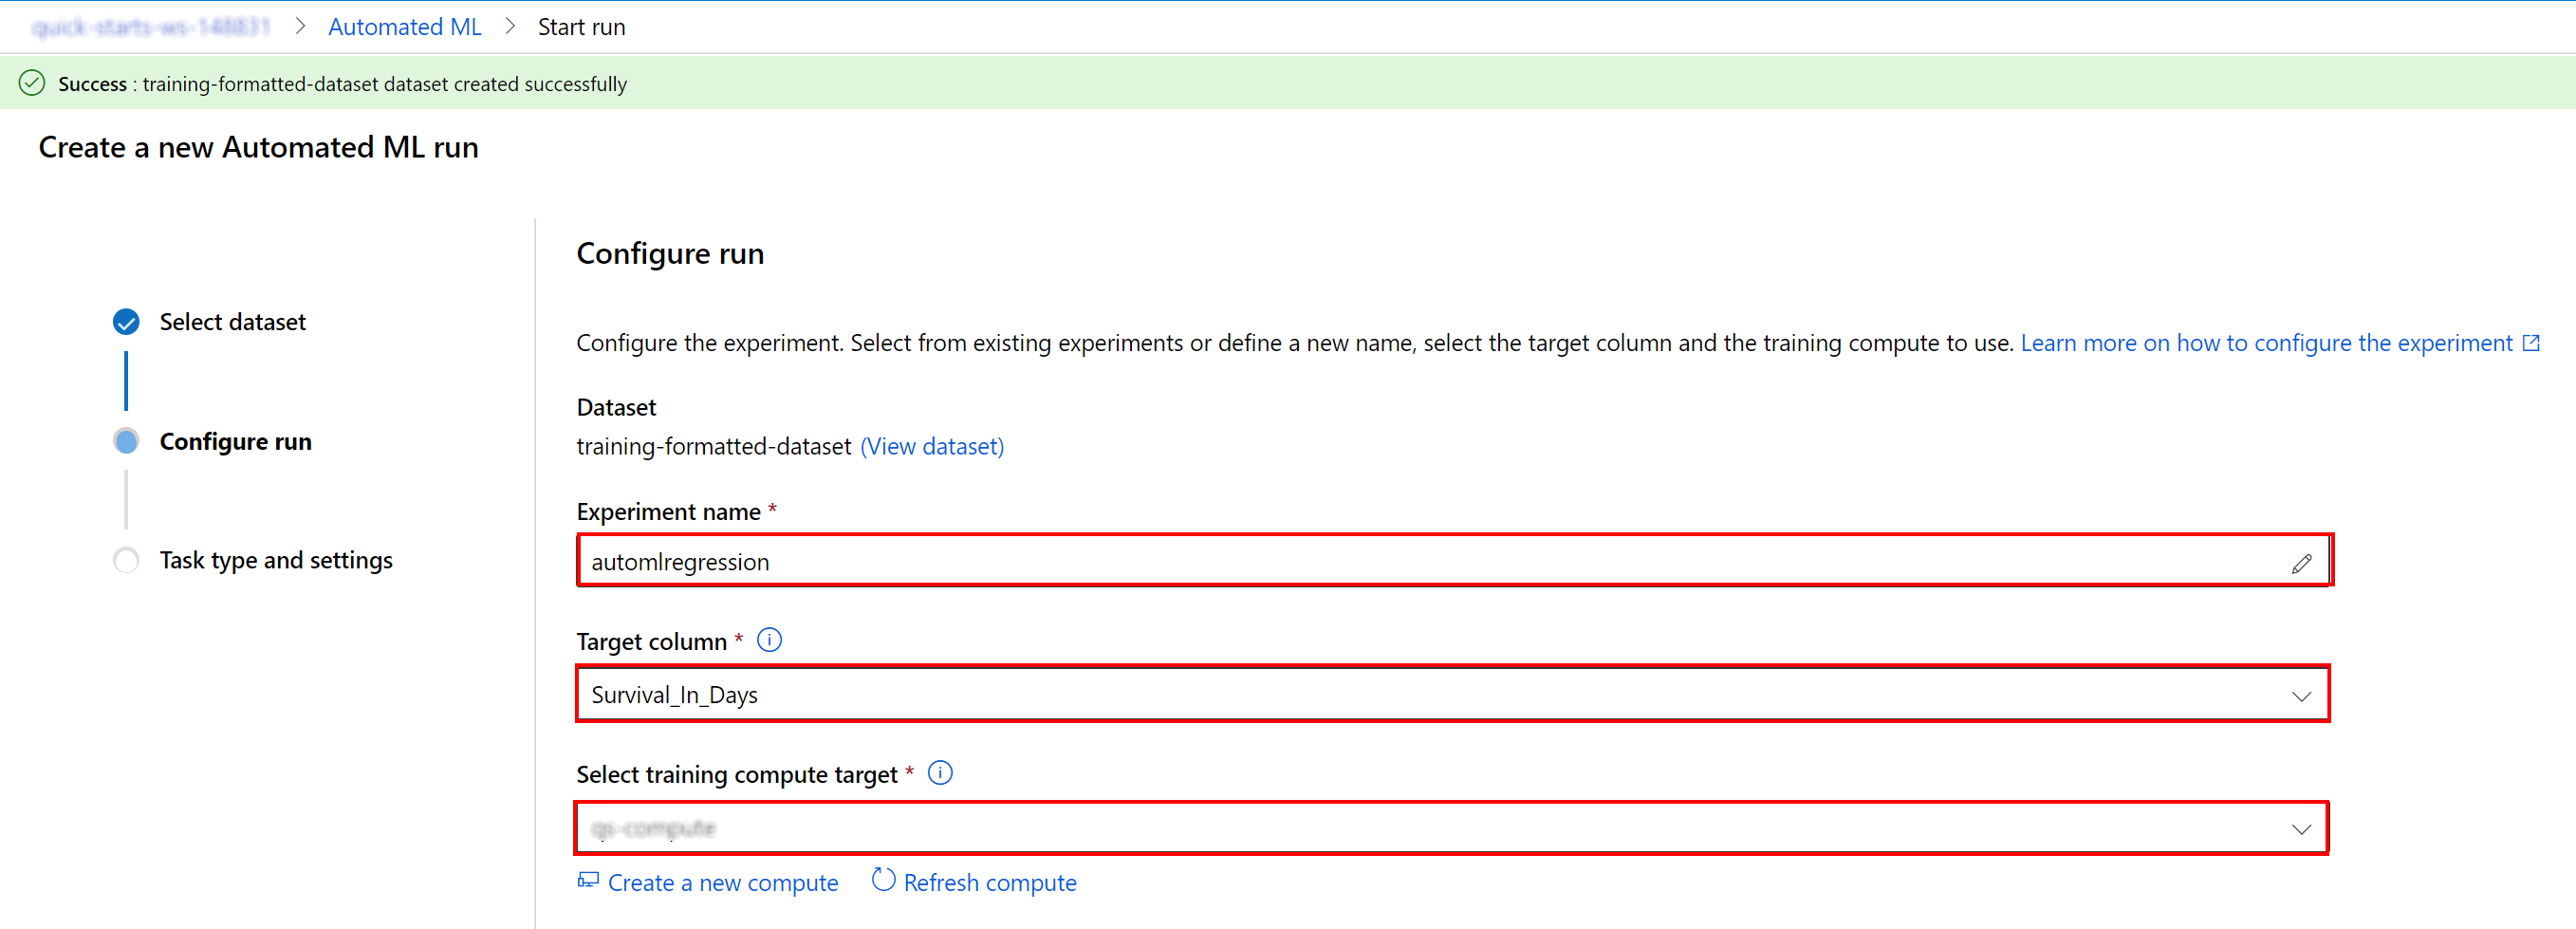 Automated ML > Start run
Success : training-formatted-dataset dataset created successfully
Create a new Automated ML run
Select dataset
Configure run
Task type and settings
Configure run
Configure the experiment. Select from existing experiments or define a new name, select the target column and the training compute to use. Learn more on how to configure the experiment
Dataset
training-formatted-dataset (View dataset)
Experiment name *
automlregression
Target column *
Survival_In_Days
Select training compute target *
Create a new compute Refresh compute